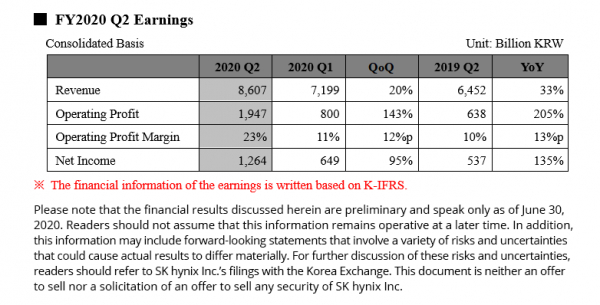 ■ FY2020 Q2 Earnings
Consolidated Basis Unit: Billion KRW
2020 Q2 2020 Q1 QoQ 2019 Q2 YoY
Revenue 8,607 7,199 20% 6,452 33%
Operating Profit 1,947 800 143% 638 205%
Operating Profit Margin 23% 11% 12%p 10% 13%p
Net Income 1,264 649 95% 537 135%
※ The financial information of the earnings is written based on K-IFRS.
Please note that the financial results discussed herein are preliminary and speak only as of June 30,
2020. Readers should not assume that this information remains operative at a later time. In addition,
this information may include forward-looking statements that involve a variety of risks and uncertainties
that could cause actual results to differ materially. For further discussion of these risks and uncertainties,
readers should refer to SK hynix Inc.’s filings with the Korea Exchange. This document is neither an offer
to sell nor a solicitation of an offer to sell any security of SK hynix Inc.